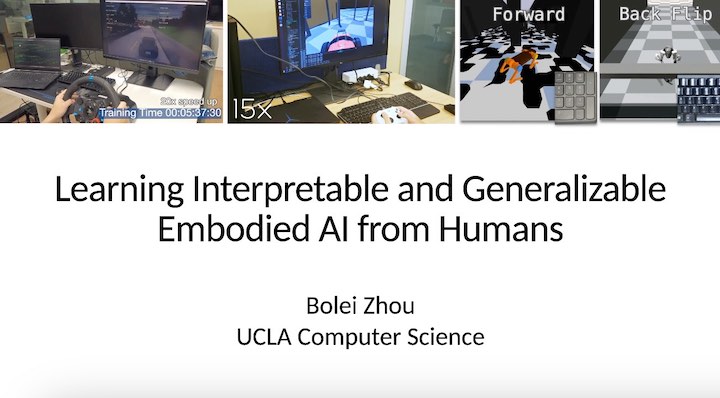 Forward
Back Flip
20x speed up
Training Time 00:05:37:30
15x
Learning Interpretable and Generalizable
Embodied AI from Humans
Bolei Zhou
UCLA Computer Science